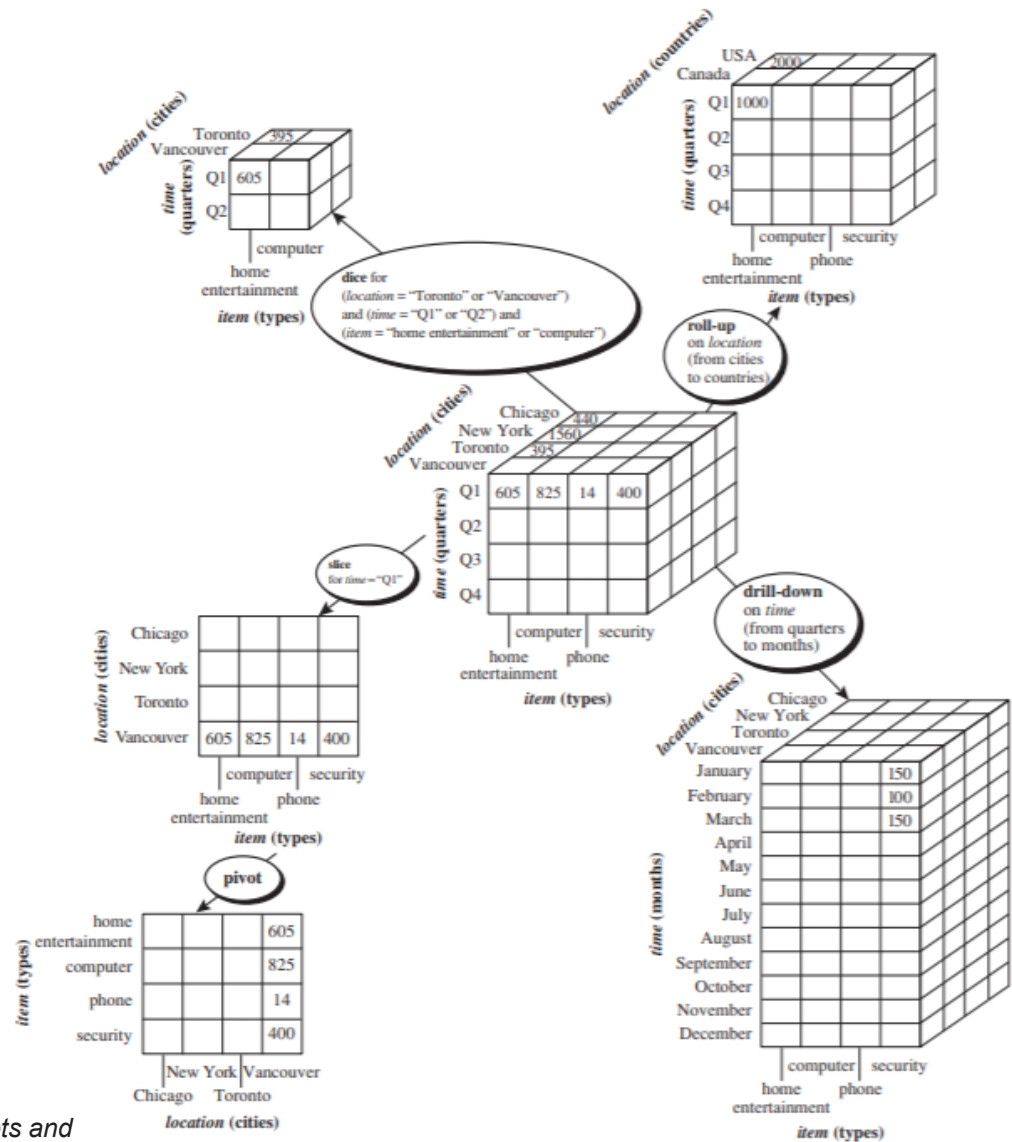 location (countries)
USA
2000
Canada
Q1 1000
Q2
Q3
Q4
time (quarters)
computer security
home phone
entertainment
item (types)
location (cities)
Toronto 395
Vancouver
Q1 605
Q2
time
(quarters)
computer
home
entertainment
item (types)
dice for
(location = “Toronto” or “Vancouver”)
and (time = “Q1” or “Q2”) and
(item = “home entertainment” or “computer”)
roll-up
on location
(from cities
to countries)
location (cities)
Chicago 440
New York 1560
Toronto 395
Vancouver
Q1 605 825 14 400
Q2
Q3
Q4
time (quarters)
computer security
home phone
entertainment
item (types)
slice
for time = “Q1”
drill-down
on time
(from quarters
to months)
location (cities)
Chicago
New York
Toronto
Vancouver 605 825 14 400
computer security
home phone
entertainment
item (types)
pivot
item (types)
home
entertainment 605
computer 825
phone 14
security 400
New York Vancouver
Chicago Toronto
location (cities)
location (cities)
Chicago
New York
Toronto
Vancouver
January 150
February 100
March 150
April
May
June
July
August
September
October
November
December
time (months)
computer security
home phone
entertainment
item (types)
ts and